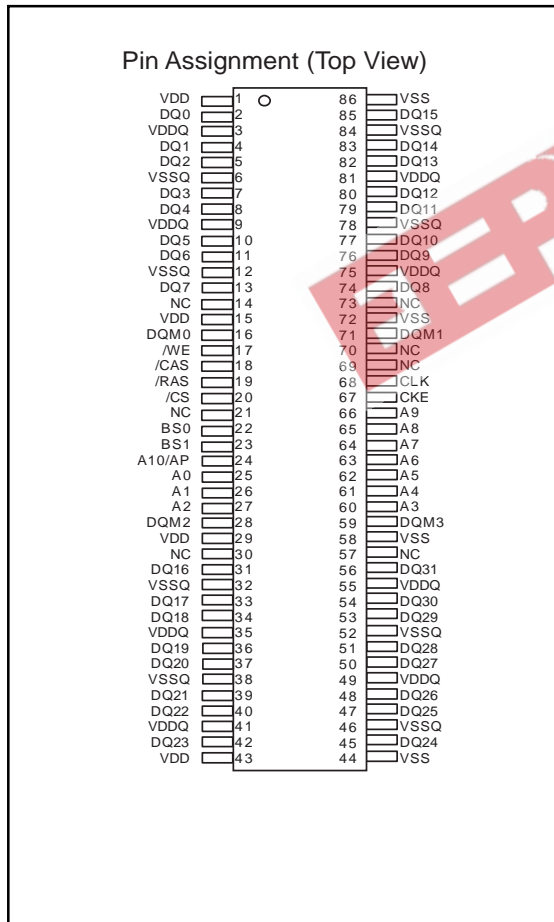 Pin Assignment (Top View)
VDD 1 86 VSS
DQ0 2 85 DQ15
VDDQ 3 84 VSSQ
DQ1 4 83 DQ14
DQ2 5 82 DQ13
VSSQ 6 81 VDDQ
DQ3 7 80 DQ12
DQ4 8 79 DQ11
VDDQ 9 78 VSSQ
DQ5 10 77 DQ10
DQ6 11 76 DQ9
VSSQ 12 75 VDDQ
DQ7 13 74 DQ8
NC 14 73 NC
VDD 15 72 VSS
DQM0 16 71 DQM1
/WE 17 70 NC
/CAS 18 69 NC
/RAS 19 68 CLK
/CS 20 67 CKE
NC 21 66 A9
BS0 22 65 A8
BS1 23 64 A7
A10/AP 24 63 A6
A0 25 62 A5
A1 26 61 A4
A2 27 60 A3
DQM2 28 59 DQM3
VDD 29 58 VSS
NC 30 57 NC
DQ16 31 56 DQ31
VSSQ 32 55 VDDQ
DQ17 33 54 DQ30
DQ18 34 53 DQ29
VDDQ 35 52 VSSQ
DQ19 36 51 DQ28
DQ20 37 50 DQ27
VSSQ 38 49 VDDQ
DQ21 39 48 DQ26
DQ22 40 47 DQ25
VDDQ 41 46 VSSQ
DQ23 42 45 DQ24
VDD 43 44 VSS